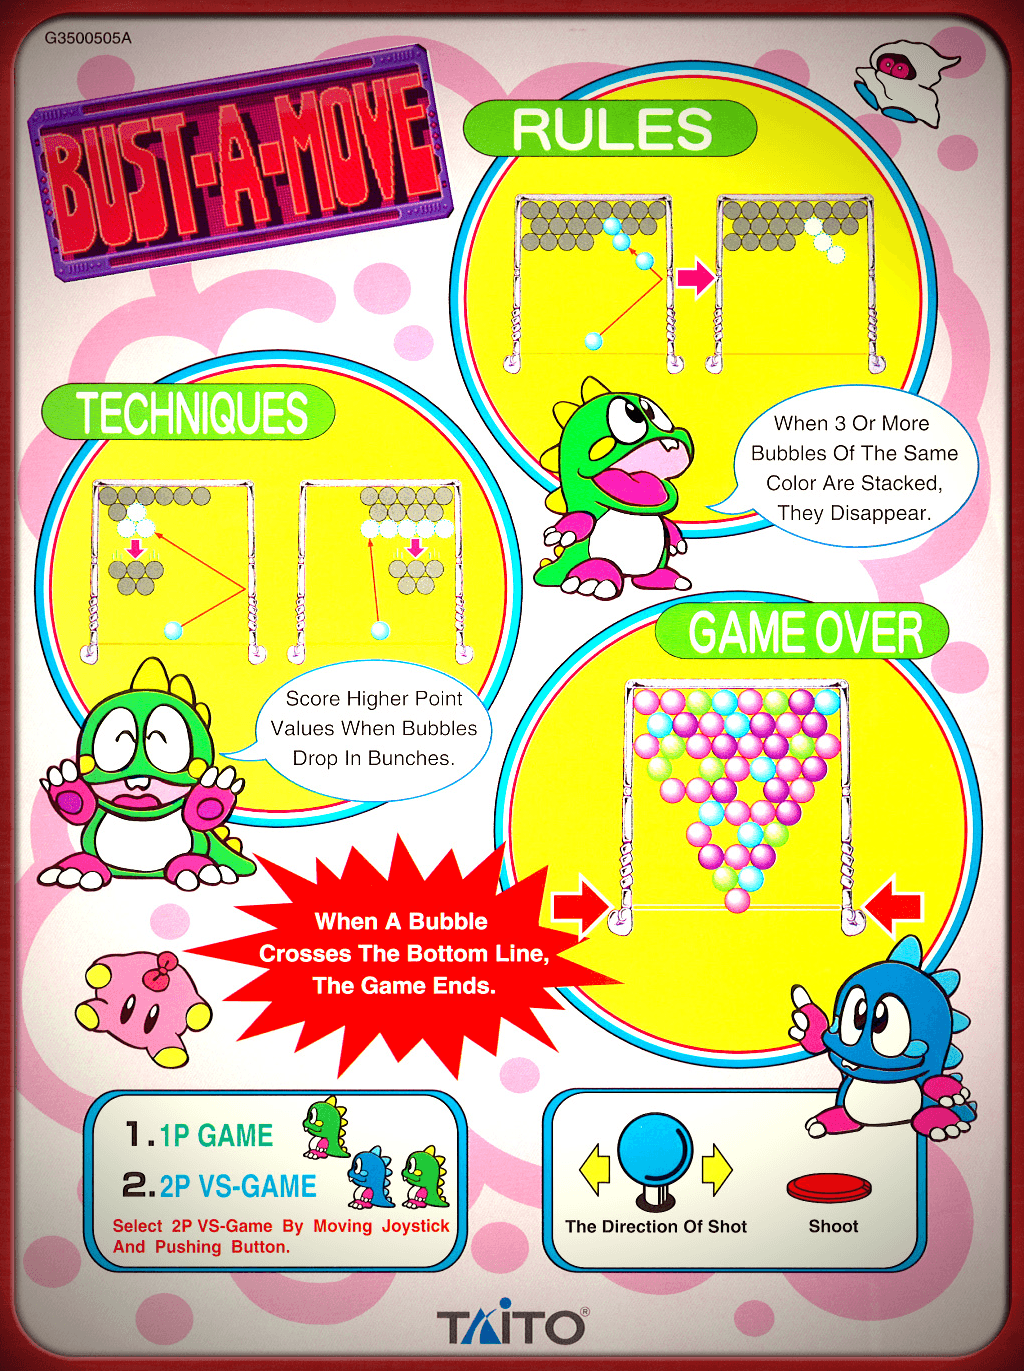 G3500505A
BUST-A-MOVE
RULES
When 3 Or More
Bubbles Of The Same
Color Are Stacked,
They Disappear.
TECHNIQUES
Score Higher Point
Values When Bubbles
Drop In Bunches.
GAME OVER
When A Bubble
Crosses The Bottom Line,
The Game Ends.
1. 1P GAME
2. 2P VS-GAME
Select 2P VS-Game By Moving Joystick
And Pushing Button.
The Direction Of Shot
Shoot
TAITO®